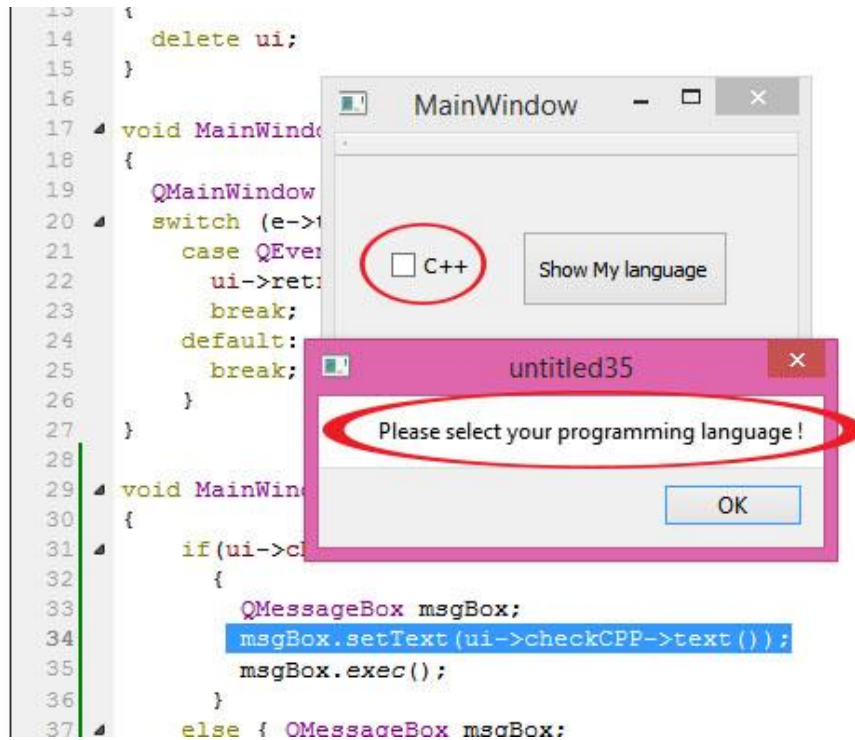 13 {
14 delete ui;
15 }
16
17 void MainWindo
18 {
19 QMainWindow
20 switch (e->t
21 case QEven
22 ui->retr
23 break;
24 default:
25 break;
26 }
27 }
28
29 void MainWin
30 {
31 if(ui->c
32 {
33 QMessageBox msgBox;
34 msgBox.setText(ui->checkCPP->text());
35 msgBox.exec();
36 }
37 else { QMessageBox msgBox;
MainWindow
C++ Show My language
untitled35
Please select your programming language !
OK